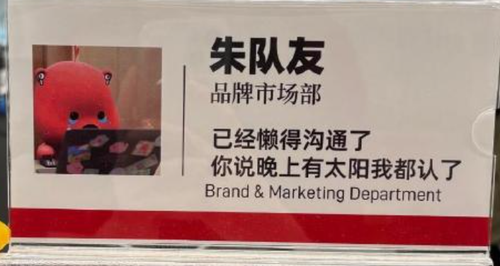 朱队友
品牌市场部
已经懒得沟通了
你说晚上有太阳我都认了
Brand & Marketing Department